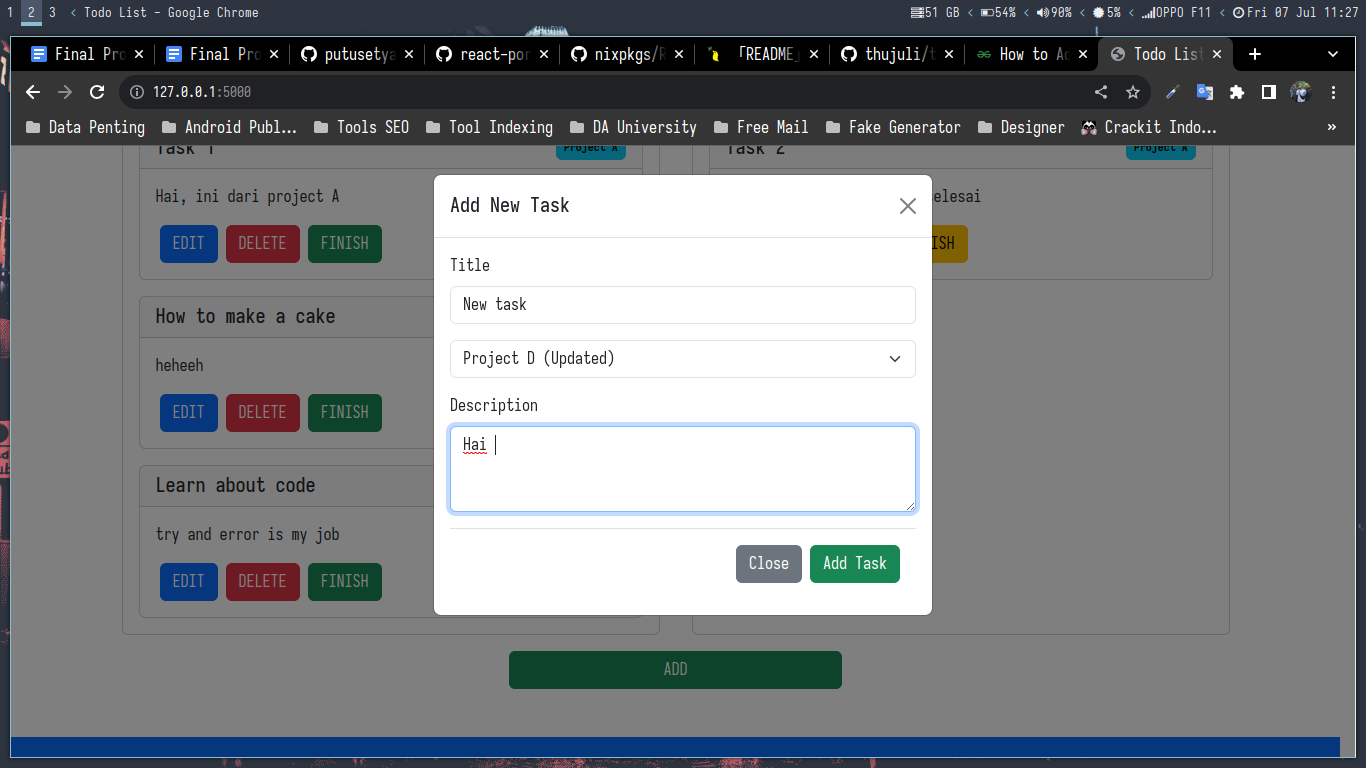 1 2 3 < Todo List - Google Chrome 51 GB < 54% < 90% < 5% < OPPO F11 < Fri 07 Jul 11:27
Final Pro Final Pro putusetya react-por nixpkgs/R 「README」 thujuli/t How to Ad Todo List
127.0.0.1:5000
Data Penting Android Publ... Tools SEO Tool Indexing DA University Free Mail Fake Generator Designer Crackit Indo... »
Task 1 Project A Task 2 Project A
Hai, ini dari project A elesai
EDIT DELETE FINISH ISH
How to make a cake
heheeh
EDIT DELETE FINISH
Learn about code
try and error is my job
EDIT DELETE FINISH
Add New Task
Title
New task
Project D (Updated)
Description
Hai
Close Add Task
ADD